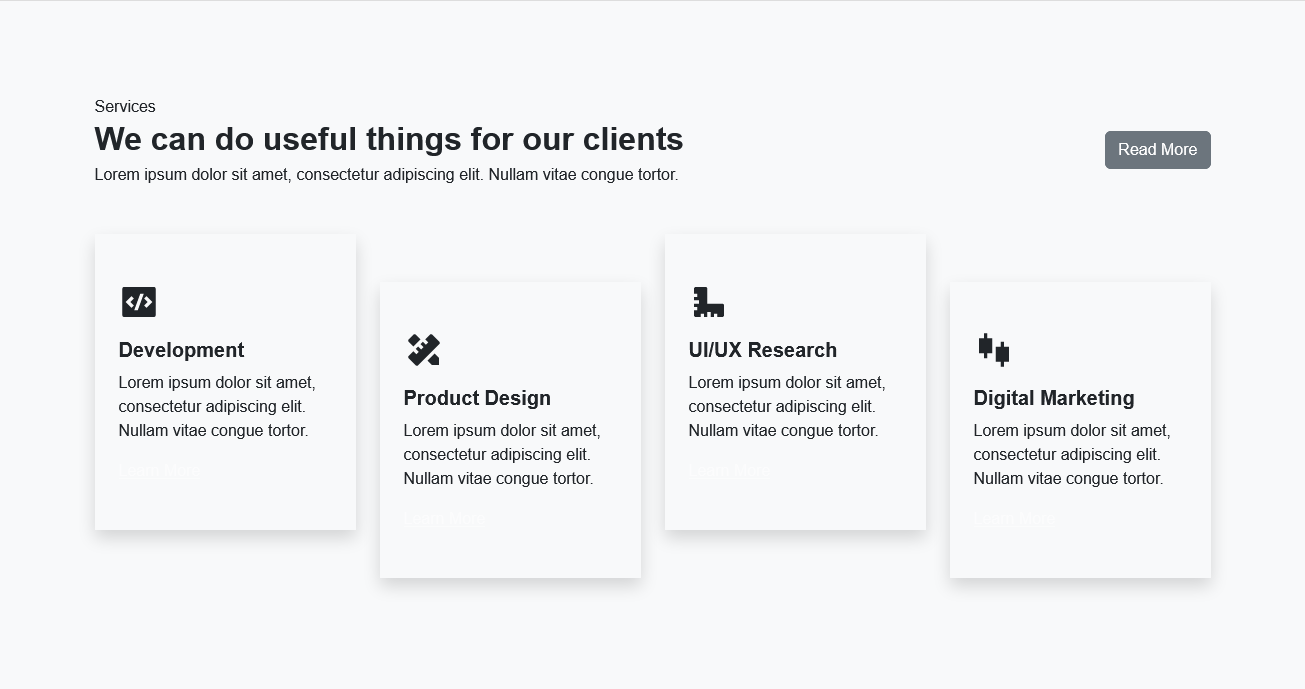 Services
We can do useful things for our clients
Lorem ipsum dolor sit amet, consectetur adipiscing elit. Nullam vitae congue tortor.
Read More
Development
Lorem ipsum dolor sit amet,
consectetur adipiscing elit.
Nullam vitae congue tortor.
Learn More
Product Design
Lorem ipsum dolor sit amet,
consectetur adipiscing elit.
Nullam vitae congue tortor.
Learn More
UI/UX Research
Lorem ipsum dolor sit amet,
consectetur adipiscing elit.
Nullam vitae congue tortor.
Learn More
Digital Marketing
Lorem ipsum dolor sit amet,
consectetur adipiscing elit.
Nullam vitae congue tortor.
Learn More